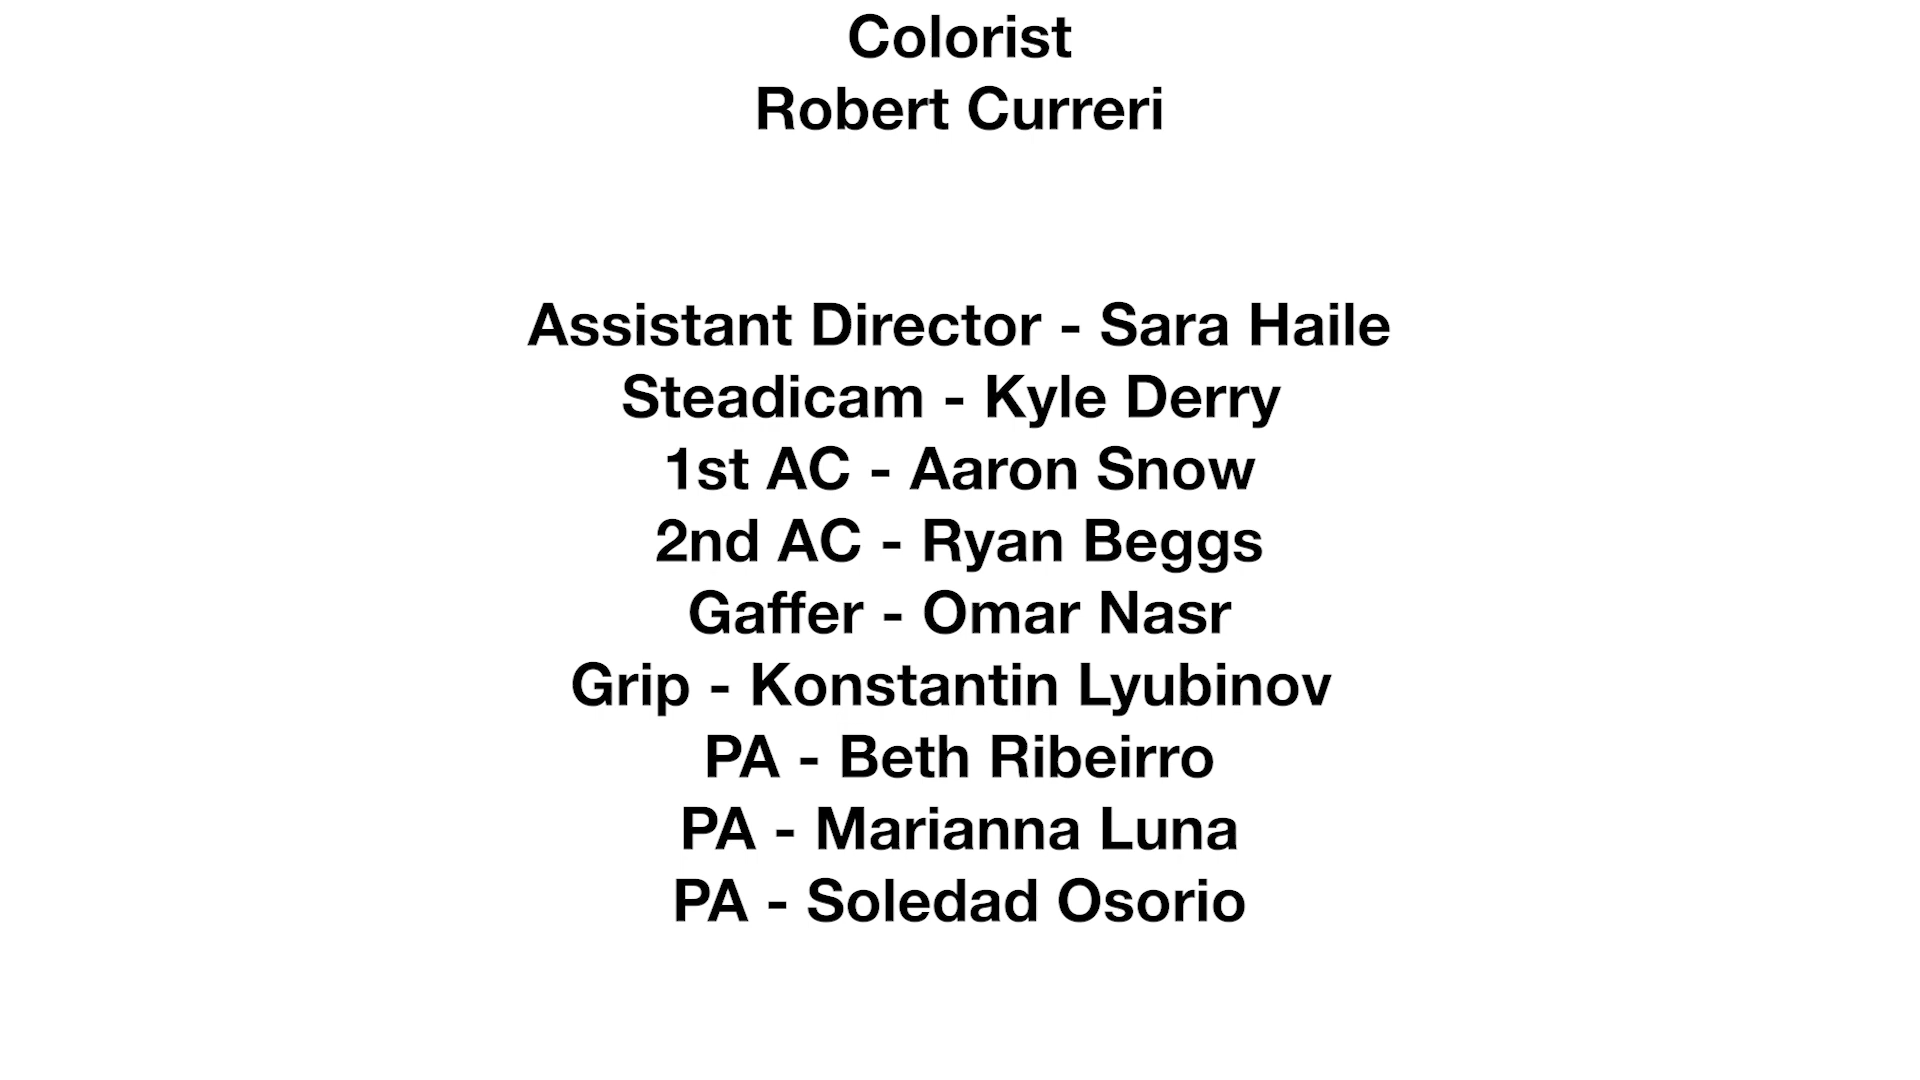 Colorist
Robert Curreri
Assistant Director - Sara Haile
Steadicam - Kyle Derry
1st AC - Aaron Snow
2nd AC - Ryan Beggs
Gaffer - Omar Nasr
Grip - Konstantin Lyubinov
PA - Beth Ribeirro
PA - Marianna Luna
PA - Soledad Osorio